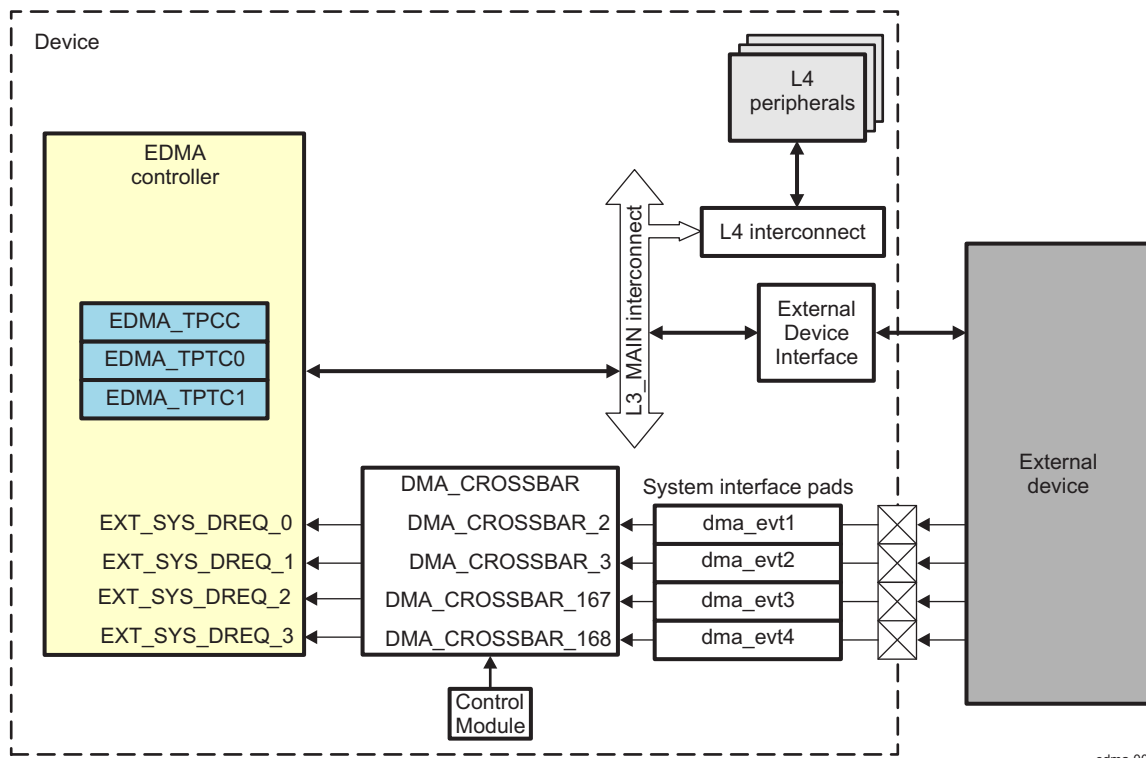 Device
L4
peripherals
EDMA
controller
L3_MAIN interconnect
L4 interconnect
External
Device
Interface
EDMA_TPCC
EDMA_TPTC0
EDMA_TPTC1
External
device
DMA_CROSSBAR
System interface pads
EXT_SYS_DREQ_0
DMA_CROSSBAR_2
dma_evt1
EXT_SYS_DREQ_1
DMA_CROSSBAR_3
dma_evt2
EXT_SYS_DREQ_2
DMA_CROSSBAR_167
dma_evt3
EXT_SYS_DREQ_3
DMA_CROSSBAR_168
dma_evt4
Control
Module